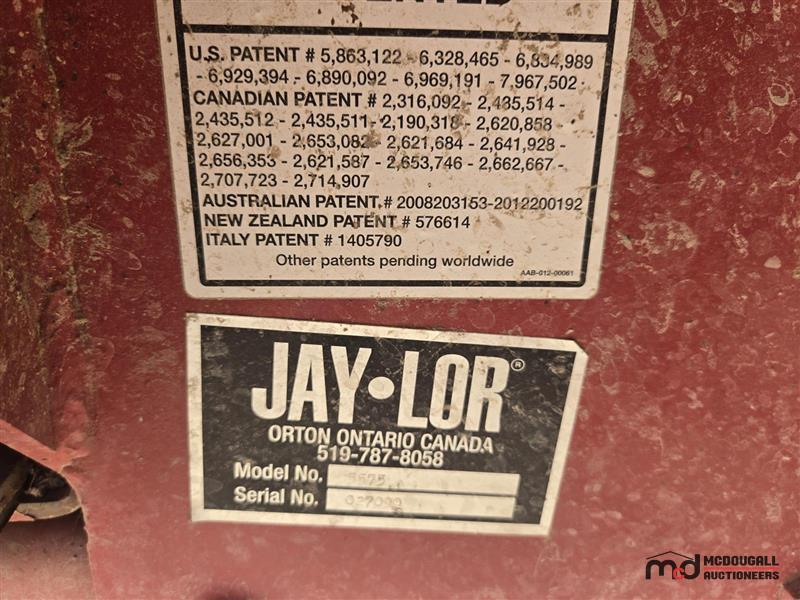 U.S. PATENT # 5,863,122 - 6,328,465 - 6,834,989
- 6,929,394 - 6,890,092 - 6,969,191 - 7,967,502
CANADIAN PATENT # 2,316,092 - 2,435,514 -
2,435,512 - 2,435,511- 2,190,318 - 2,620,858 -
2,627,001 - 2,653,082 - 2,621,684 - 2,641,928 -
2,656,353 - 2,621,587 - 2,653,746 - 2,662,667 -
2,707,723 - 2,714,907
AUSTRALIAN PATENT # 2008203153-2012200192
NEW ZEALAND PATENT # 576614
ITALY PATENT # 1405790
Other patents pending worldwide
AAB-012-00061
JAY•LOR®
ORTON ONTARIO CANADA
519-787-8058
Model No. 5575
Serial No.
md MCDOUGALL
AUCTIONEERS